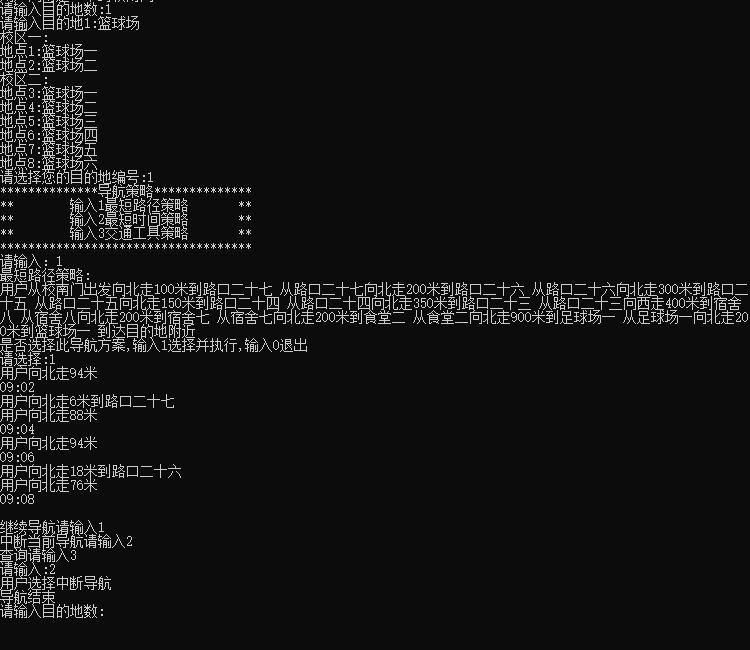 请输入目的地数:1
请输入目的地1:篮球场
校区一:
地点1:篮球场一
地点2:篮球场二
校区二:
地点3:篮球场一
地点4:篮球场二
地点5:篮球场三
地点6:篮球场四
地点7:篮球场五
地点8:篮球场六
请选择您的目的地编号:1
**************导航策略**************
**        输入1最短路径策略       **
**        输入2最短时间策略       **
**        输入3交通工具策略       **
************************************
请输入: 1
最短路径策略:
用户从校南门出发向北走100米到路口二十七 从路口二十七向北走200米到路口二十六 从路口二十六向北走300米到路口二
十五 从路口二十五向北走150米到路口二十四 从路口二十四向北走350米到路口二十三 从路口二十三向西走400米到宿舍
八 从宿舍八向北走200米到宿舍七 从宿舍七向北走200米到食堂二 从食堂二向北走900米到足球场一 从足球场一向北走20
0米到篮球场一 到达目的地附近
是否选择此导航方案,输入1选择并执行,输入0退出
请选择:1
用户向北走94米
09:02
用户向北走6米到路口二十七
用户向北走88米
09:04
用户向北走94米
09:06
用户向北走18米到路口二十六
用户向北走76米
09:08
继续导航请输入1
中断当前导航请输入2
查询请输入3
请输入:2
用户选择中断导航
导航结束
请输入目的地数: